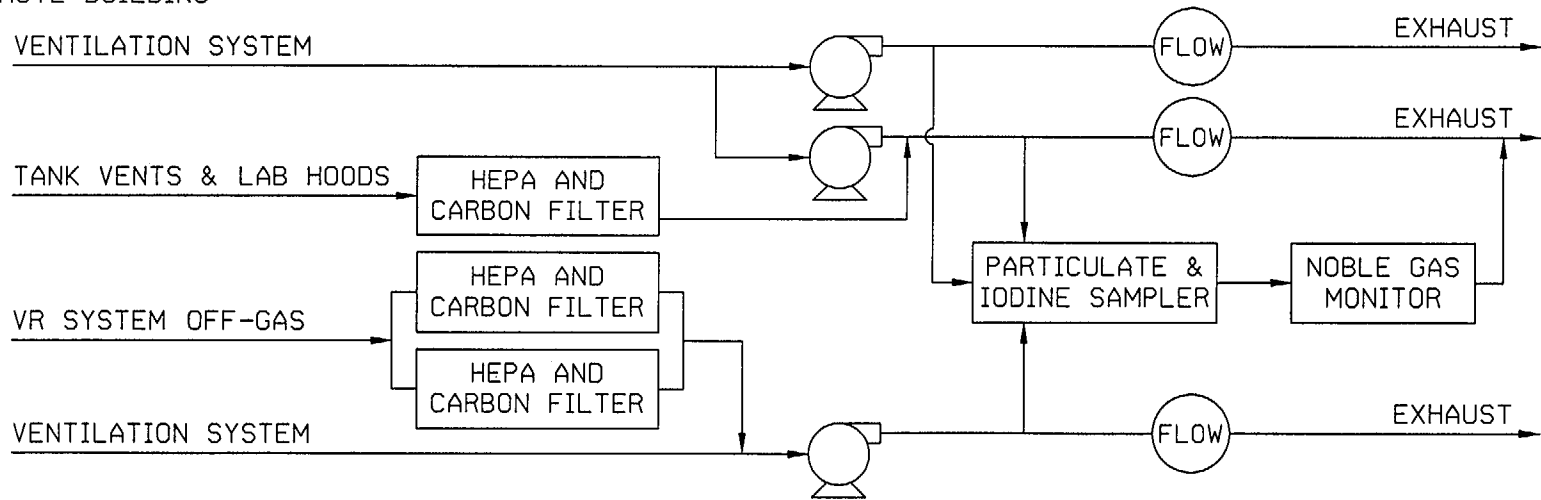 VENTILATION SYSTEM
FLOW
EXHAUST
FLOW
EXHAUST
TANK VENTS & LAB HOODS
HEPA AND
CARBON FILTER
HEPA AND
CARBON FILTER
PARTICULATE &
IODINE SAMPLER
NOBLE GAS
MONITOR
VR SYSTEM OFF-GAS
HEPA AND
CARBON FILTER
VENTILATION SYSTEM
FLOW
EXHAUST